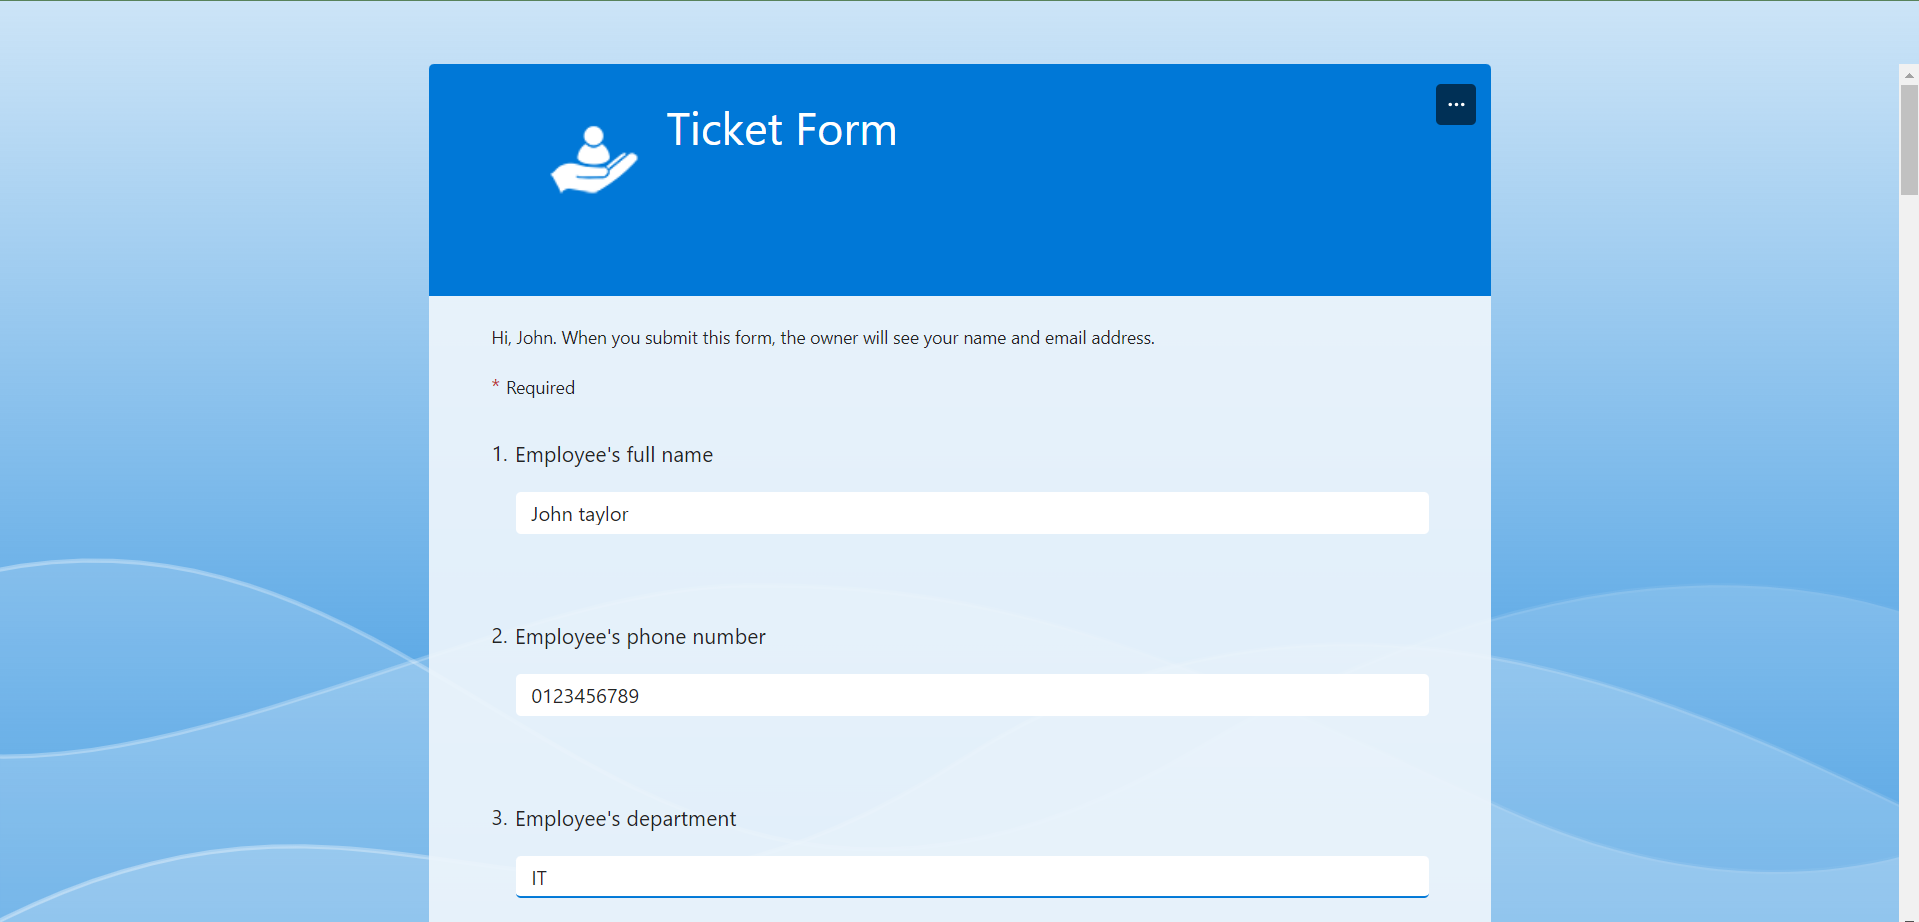 Ticket Form
Hi, John. When you submit this form, the owner will see your name and email address.
* Required
1. Employee's full name
John taylor
2. Employee's phone number
0123456789
3. Employee's department
IT